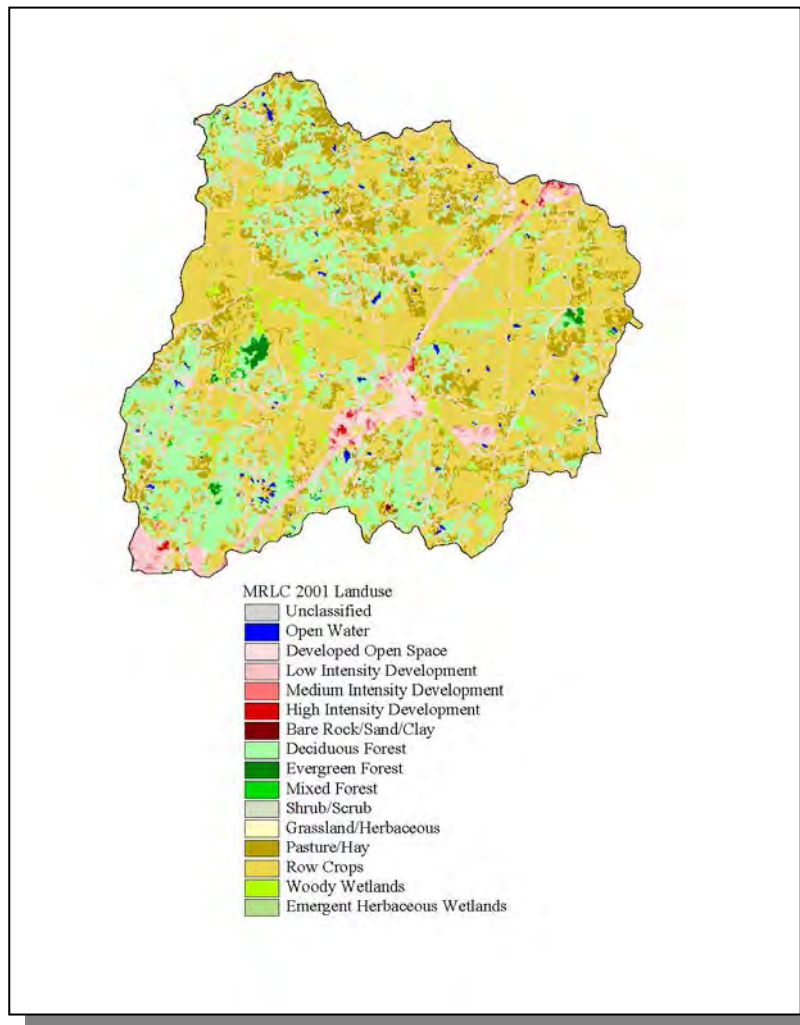 MRLC 2001 Landuse
Unclassified
Open Water
Developed Open Space
Low Intensity Development
Medium Intensity Development
High Intensity Development
Bare Rock/Sand/Clay
Deciduous Forest
Evergreen Forest
Mixed Forest
Shrub/Scrub
Grassland/Herbaceous
Pasture/Hay
Row Crops
Woody Wetlands
Emergent Herbaceous Wetlands